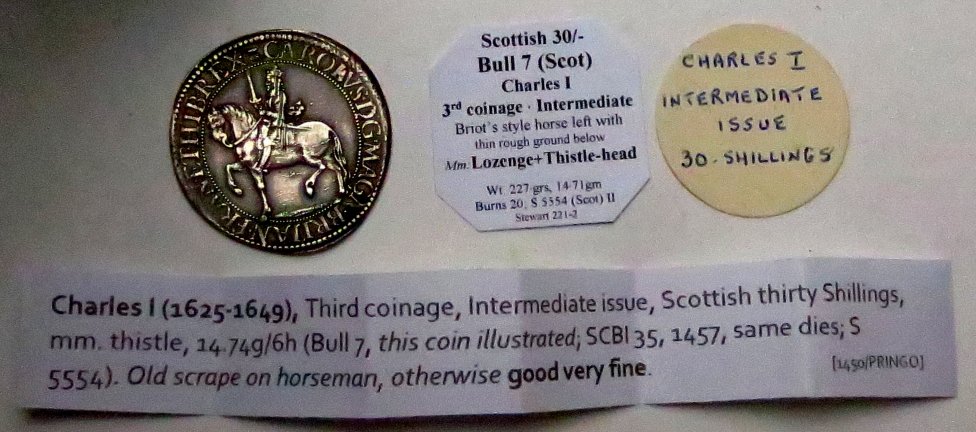 CAROLVS D G MAGN BRITAN FRAN ET HIB REX
Scottish 30/-
Bull 7 (Scot)
Charles I
3rd coinage · Intermediate
Briot's style horse left with
thin rough ground below
Mm: Lozenge+Thistle-head
Wt 227 grs, 14·71gm
Burns 20; S 5554 (Scot) II
Stewart 221-2
CHARLES I
INTERMEDIATE
ISSUE
30-SHILLINGS
Charles I (1625-1649), Third coinage, Intermediate issue, Scottish thirty Shillings,
mm. thistle, 14.74g/6h (Bull 7, this coin illustrated; SCBI 35, 1457, same dies; S
5554). Old scrape on horseman, otherwise good very fine.
[1450/PRINGO]